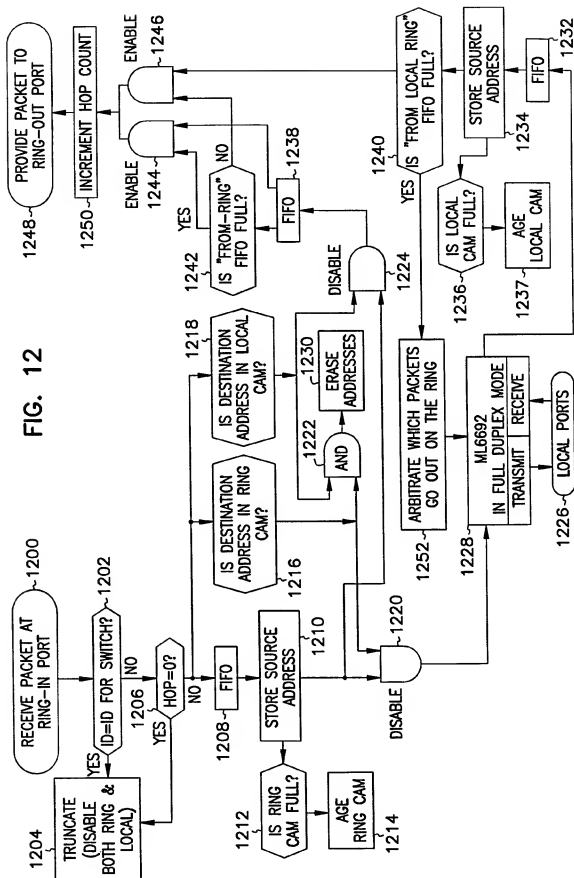 FIG. 12
RECEIVE PACKET AT
RING-IN PORT
1200
ID=ID FOR SWITCH?
1202
YES
NO
TRUNCATE
(DISABLE
BOTH RING &
LOCAL)
1204
HOP=0?
1206
YES
NO
FIFO
1208
STORE SOURCE
ADDRESS
1210
IS RING
CAM FULL?
1212
AGE
RING CAM
1214
IS DESTINATION
ADDRESS IN RING
CAM?
1216
IS DESTINATION
ADDRESS IN LOCAL
CAM?
1218
DISABLE
1220
AND
1222
ERASE
ADDRESSES
1230
DISABLE
1224
LOCAL PORTS
1226
ML6692
IN FULL DUPLEX MODE
TRANSMIT
RECEIVE
1228
ARBITRATE WHICH PACKETS
GO OUT ON THE RING
1252
FIFO
1232
STORE SOURCE
ADDRESS
1234
IS LOCAL
CAM FULL?
1236
AGE
LOCAL CAM
1237
IS "FROM LOCAL RING"
FIFO FULL?
1240
YES
FIFO
1238
IS "FROM-RING"
FIFO FULL?
1242
YES
NO
ENABLE
1244
ENABLE
1246
INCREMENT HOP COUNT
1250
PROVIDE PACKET TO
RING-OUT PORT
1248